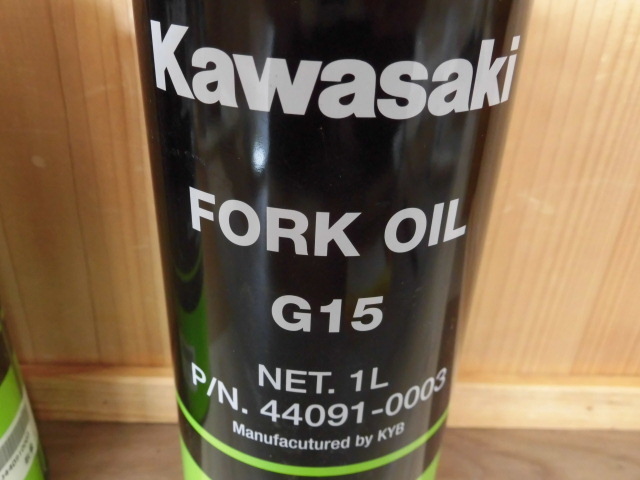 Kawasaki
FORK OIL
G15
NET. 1L
P/N. 44091-0003
Manufacutured by KYB